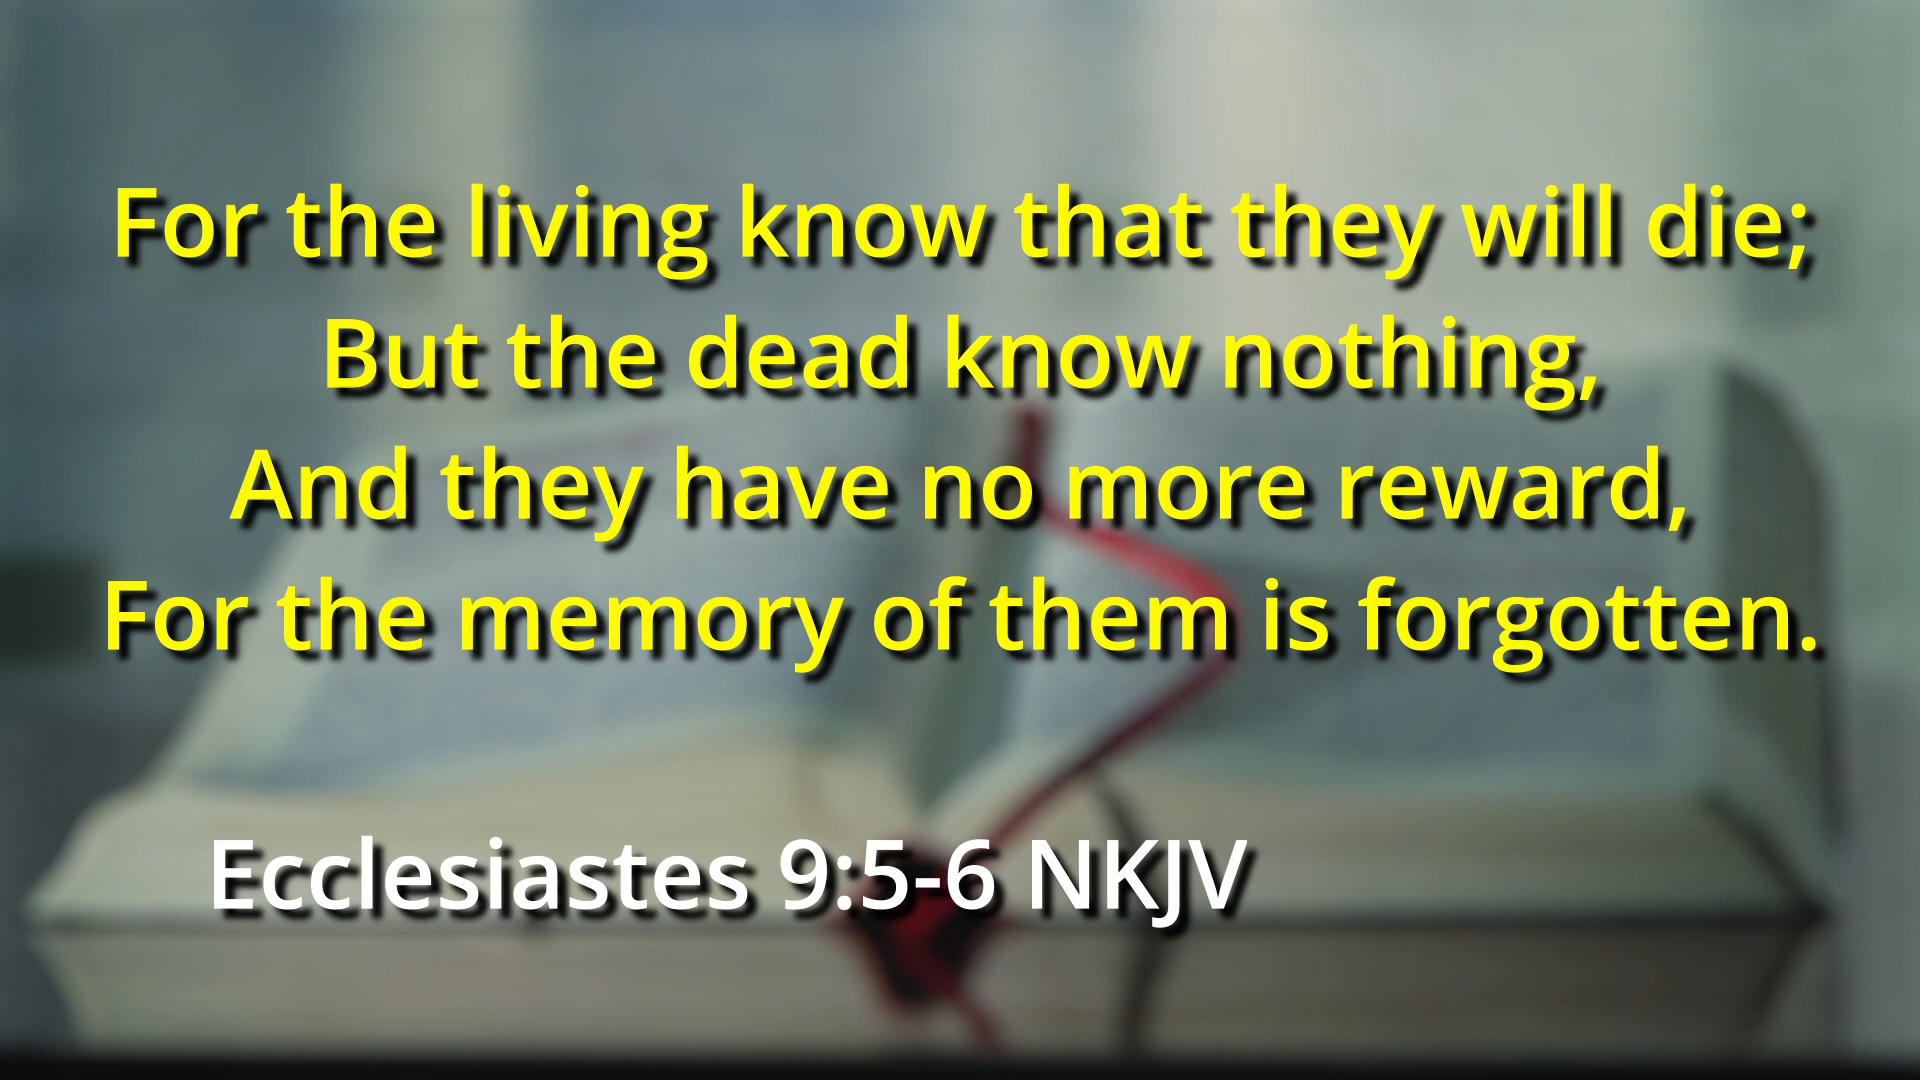 For the living know that they will die;
But the dead know nothing,
And they have no more reward,
For the memory of them is forgotten.
Ecclesiastes 9:5-6 NKJV